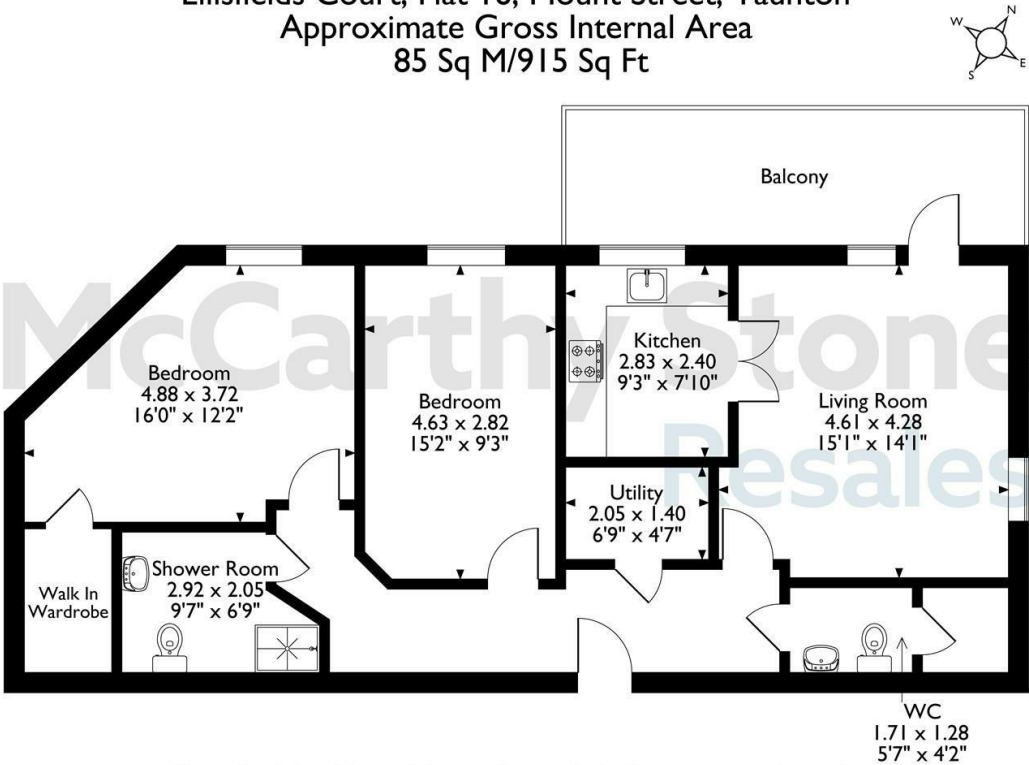 Approximate Gross Internal Area
85 Sq M/915 Sq Ft
N
W
E
S
Balcony
McCarthy Stone
Resales
Bedroom
4.88 x 3.72
16'0" x 12'2"
Bedroom
4.63 x 2.82
15'2" x 9'3"
Kitchen
2.83 x 2.40
9'3" x 7'10"
Living Room
4.61 x 4.28
15'1" x 14'1"
Utility
2.05 x 1.40
6'9" x 4'7"
Walk In
Wardrobe
Shower Room
2.92 x 2.05
9'7" x 6'9"
WC
1.71 x 1.28
5'7" x 4'2"